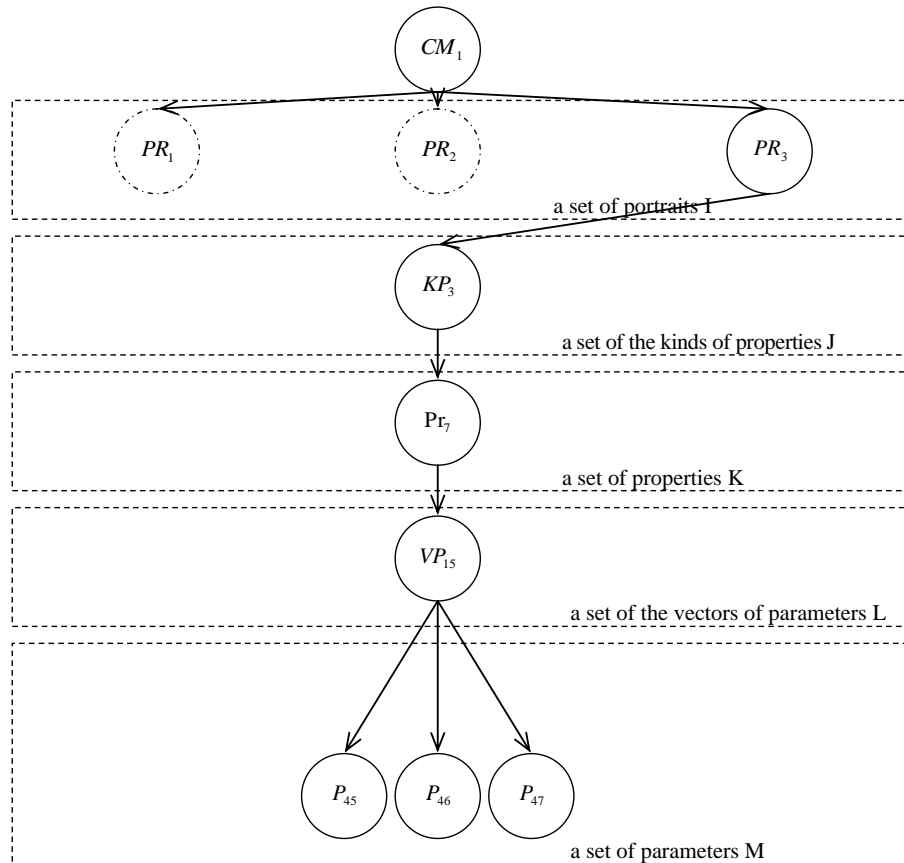 CM₁
PR₁ PR₂ PR₃
a set of portraits I
KP₃
a set of the kinds of properties J
Pr₇
a set of properties K
VP₁₅
a set of the vectors of parameters L
P₄₅ P₄₆ P₄₇
a set of parameters M